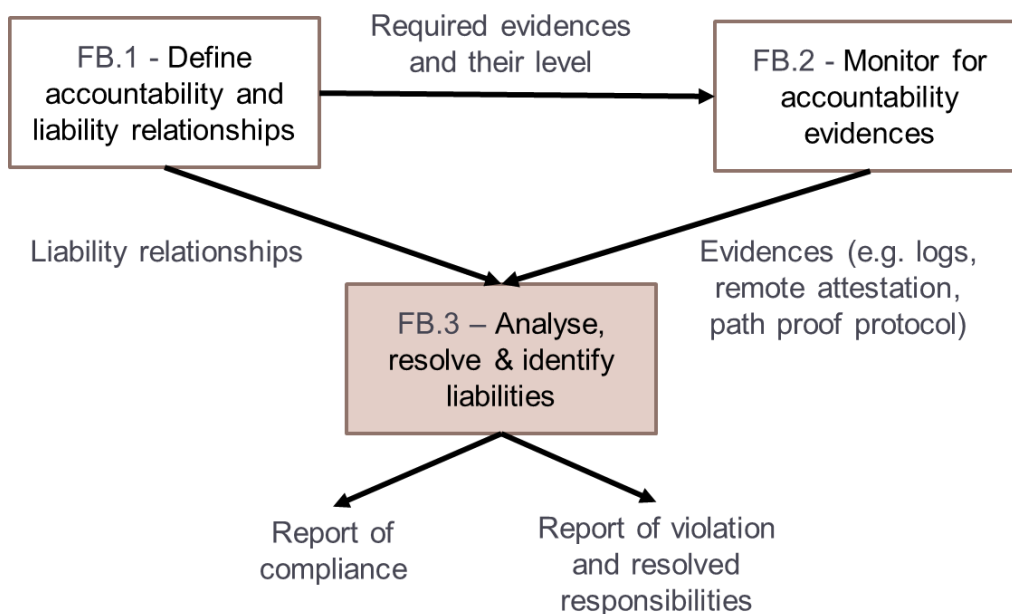 FB.1 - Define
accountability and
liability relationships
Required evidences
and their level
FB.2 - Monitor for
accountability
evidences
Liability relationships
Evidences (e.g. logs,
remote attestation,
path proof protocol)
FB.3 – Analyse,
resolve & identify
liabilities
Report of
compliance
Report of violation
and resolved
responsibilities